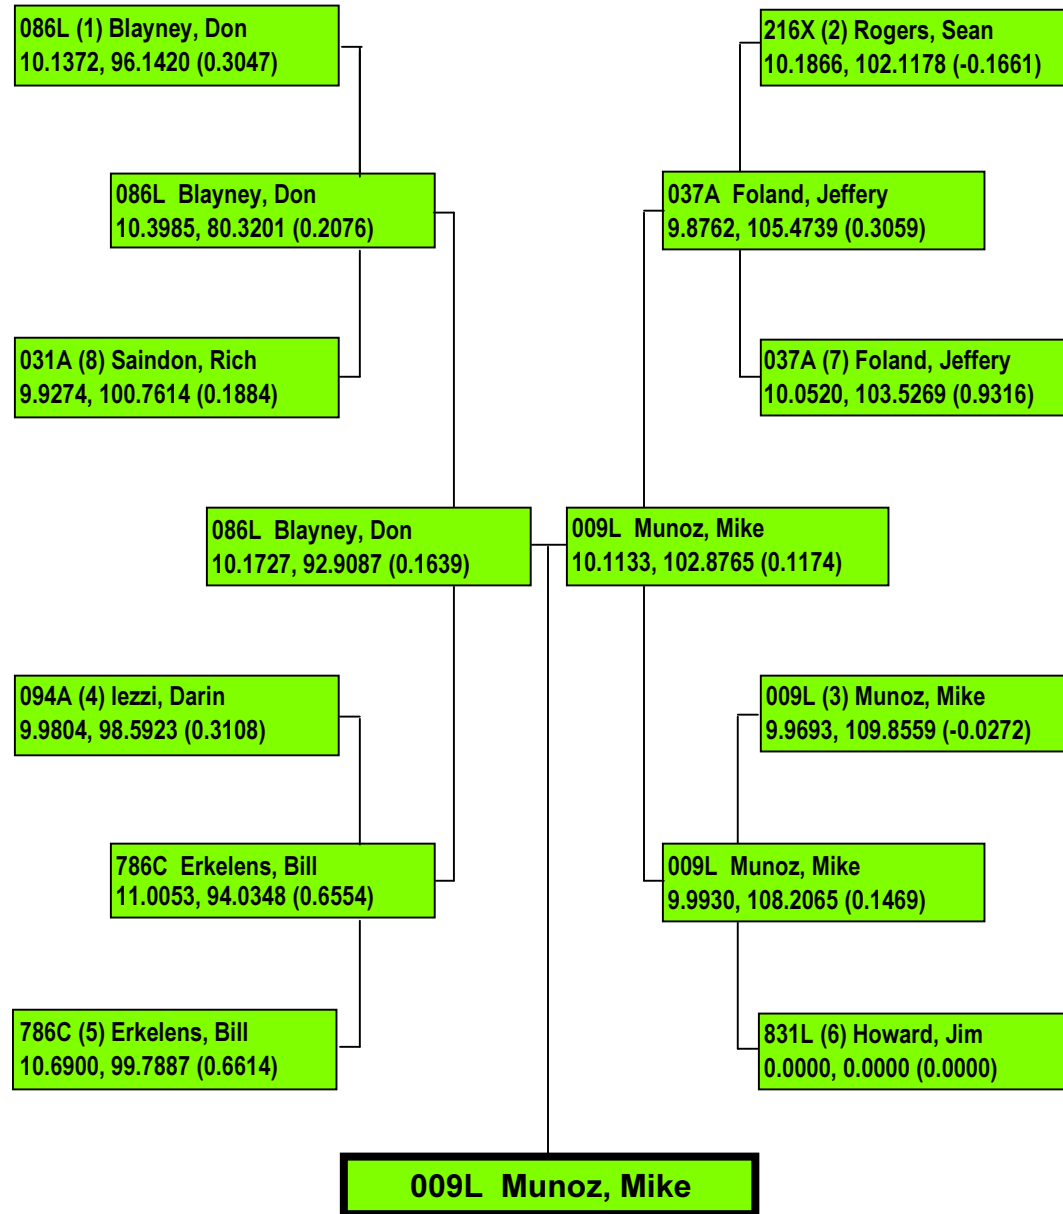 086L (1) Blayney, Don
10.1372, 96.1420 (0.3047)
216X (2) Rogers, Sean
10.1866, 102.1178 (-0.1661)
086L Blayney, Don
10.3985, 80.3201 (0.2076)
037A Foland, Jeffery
9.8762, 105.4739 (0.3059)
031A (8) Saindon, Rich
9.9274, 100.7614 (0.1884)
037A (7) Foland, Jeffery
10.0520, 103.5269 (0.9316)
086L Blayney, Don
10.1727, 92.9087 (0.1639)
009L Munoz, Mike
10.1133, 102.8765 (0.1174)
094A (4) Iezzi, Darin
9.9804, 98.5923 (0.3108)
009L (3) Munoz, Mike
9.9693, 109.8559 (-0.0272)
786C Erkelens, Bill
11.0053, 94.0348 (0.6554)
009L Munoz, Mike
9.9930, 108.2065 (0.1469)
786C (5) Erkelens, Bill
10.6900, 99.7887 (0.6614)
831L (6) Howard, Jim
0.0000, 0.0000 (0.0000)
009L Munoz, Mike